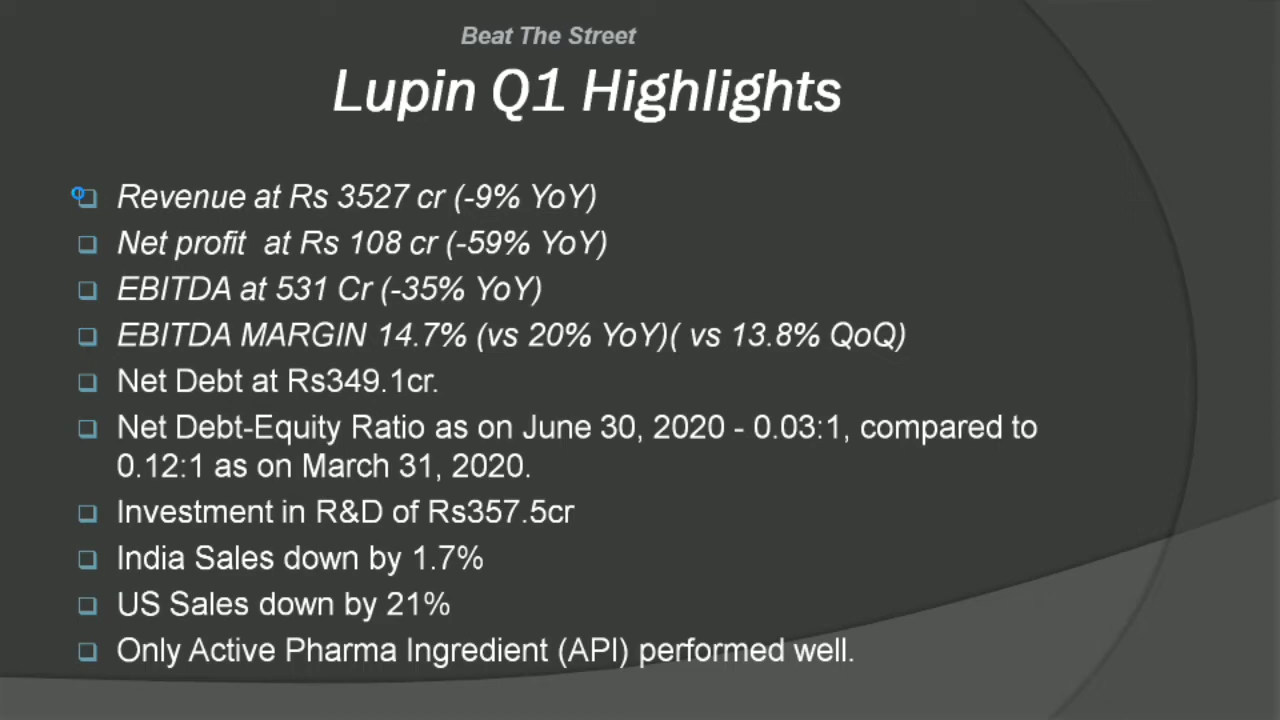 Beat The Street
Lupin Q1 Highlights
Revenue at Rs 3527 cr (-9% YoY)
Net profit at Rs 108 cr (-59% YoY)
EBITDA at 531 Cr (-35% YoY)
EBITDA MARGIN 14.7% (vs 20% YoY)( vs 13.8% QoQ)
Net Debt at Rs349.1cr.
Net Debt-Equity Ratio as on June 30, 2020 - 0.03:1, compared to
0.12:1 as on March 31, 2020.
Investment in R&D of Rs357.5cr
India Sales down by 1.7%
US Sales down by 21%
Only Active Pharma Ingredient (API) performed well.